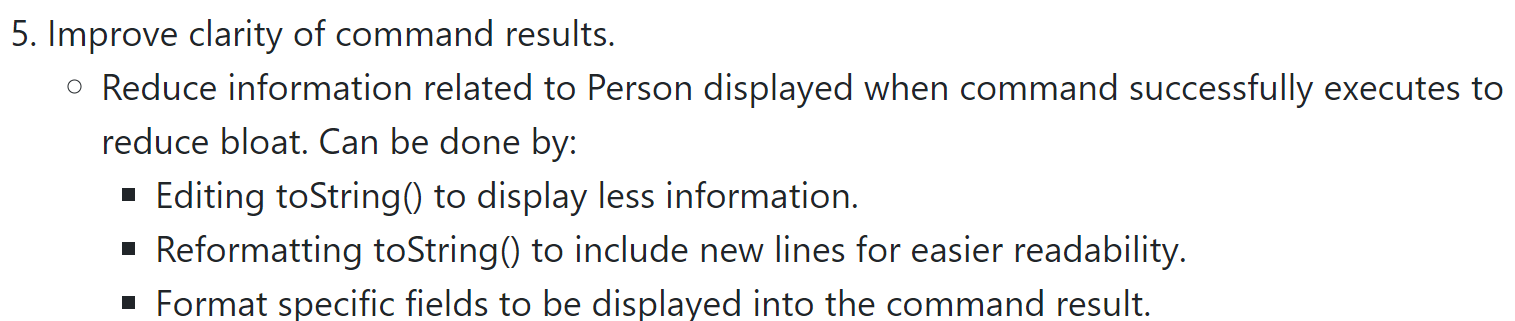 5. Improve clarity of command results.
○ Reduce information related to Person displayed when command successfully executes to
reduce bloat. Can be done by:
▪ Editing toString() to display less information.
▪ Reformatting toString() to include new lines for easier readability.
▪ Format specific fields to be displayed into the command result.